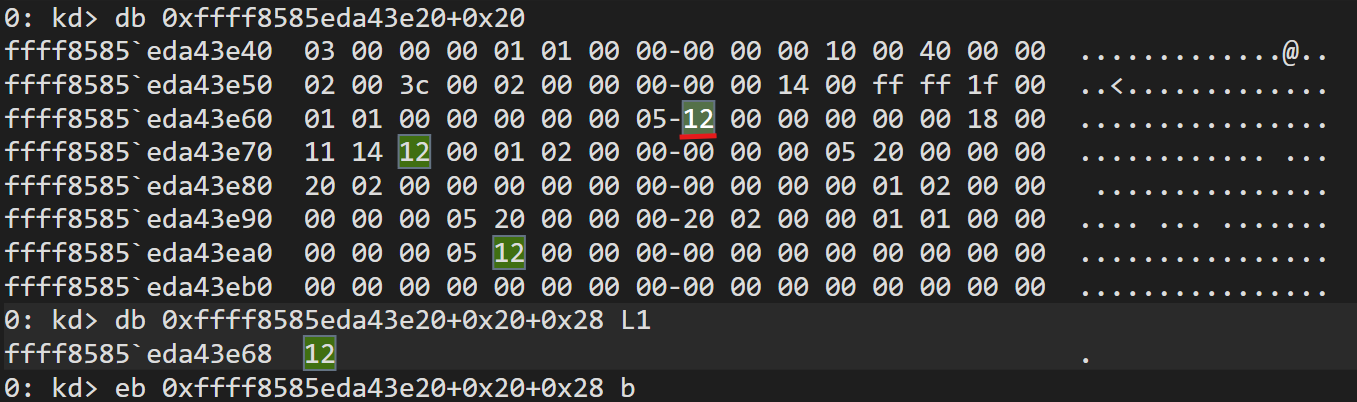 0: kd> db 0xffff8585eda43e20+0x20
ffff8585`eda43e40  03 00 00 00 01 01 00 00-00 00 00 10 00 40 00 00  .............@..
ffff8585`eda43e50  02 00 3c 00 02 00 00 00-00 00 14 00 ff ff 1f 00  ..<.............
ffff8585`eda43e60  01 01 00 00 00 00 00 05-12 00 00 00 00 00 18 00  ................
ffff8585`eda43e70  11 14 12 00 01 02 00 00-00 00 00 05 20 00 00 00  ............ ...
ffff8585`eda43e80  20 02 00 00 00 00 00 00-00 00 00 00 01 02 00 00   ...............
ffff8585`eda43e90  00 00 00 05 20 00 00 00-20 02 00 00 01 01 00 00  .... ... .......
ffff8585`eda43ea0  00 00 00 05 12 00 00 00-00 00 00 00 00 00 00 00  ................
ffff8585`eda43eb0  00 00 00 00 00 00 00 00-00 00 00 00 00 00 00 00  ................
0: kd> db 0xffff8585eda43e20+0x20+0x28 L1
ffff8585`eda43e68  12                                               .
0: kd> eb 0xffff8585eda43e20+0x20+0x28 b